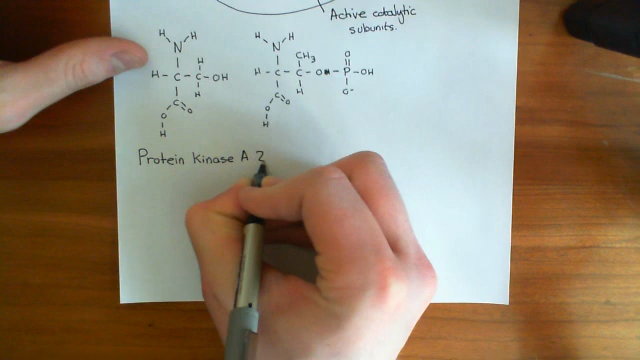 Active catalytic
subunits.
H H H H
N N
H CH3 O
H - C - C - OH H - C - C - O - P - OH
H H O-
C O C O
O O
H H
Protein kinase A 2